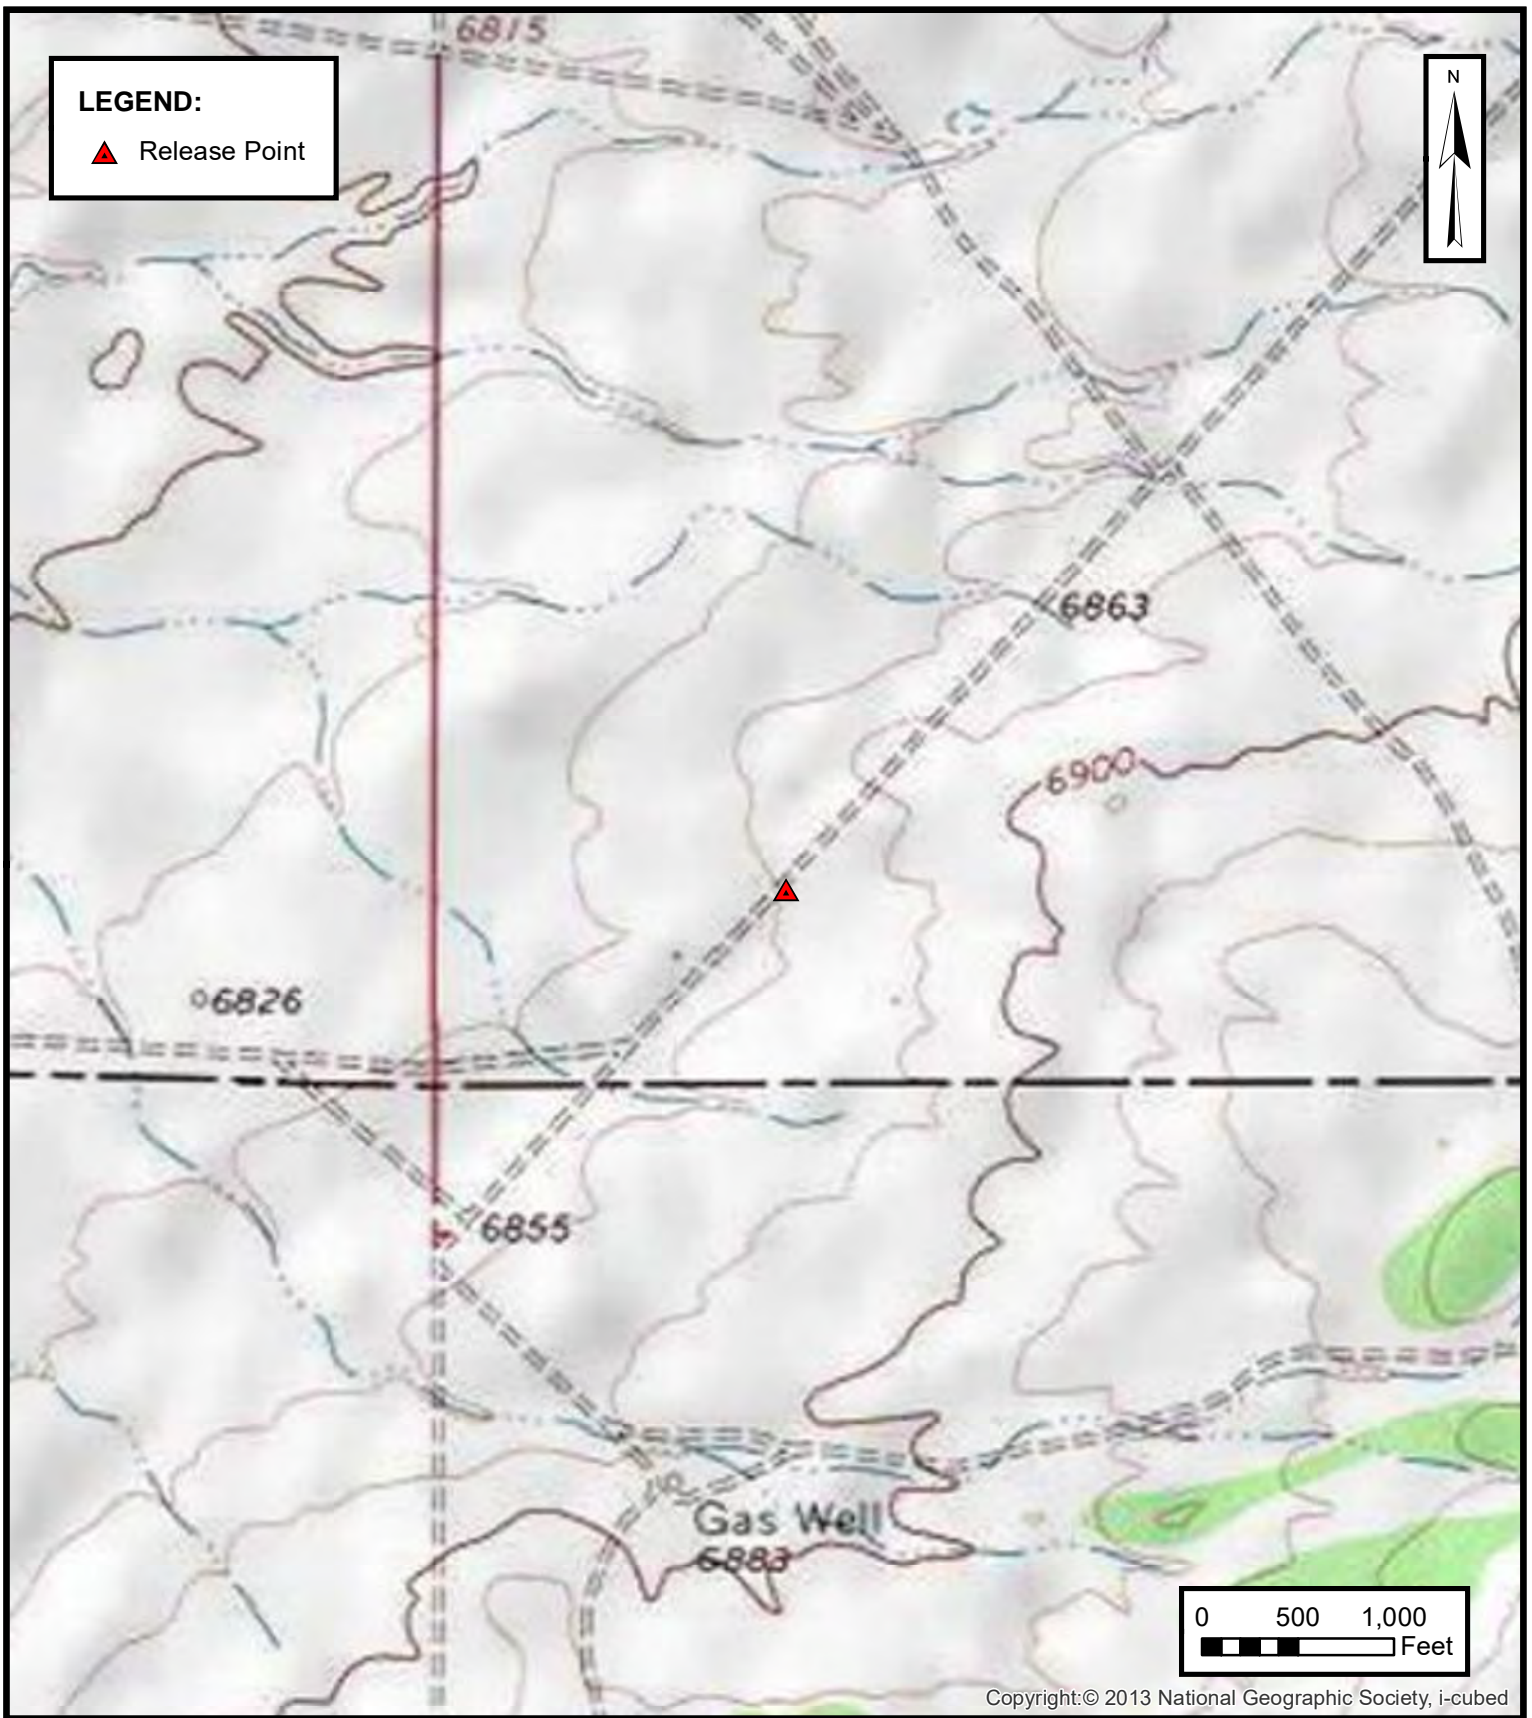 6815
LEGEND:
Release Point
N
6863
6900
6826
6855
Gas Well
6883
0 500 1,000
Feet
Copyright:© 2013 National Geographic Society, i-cubed